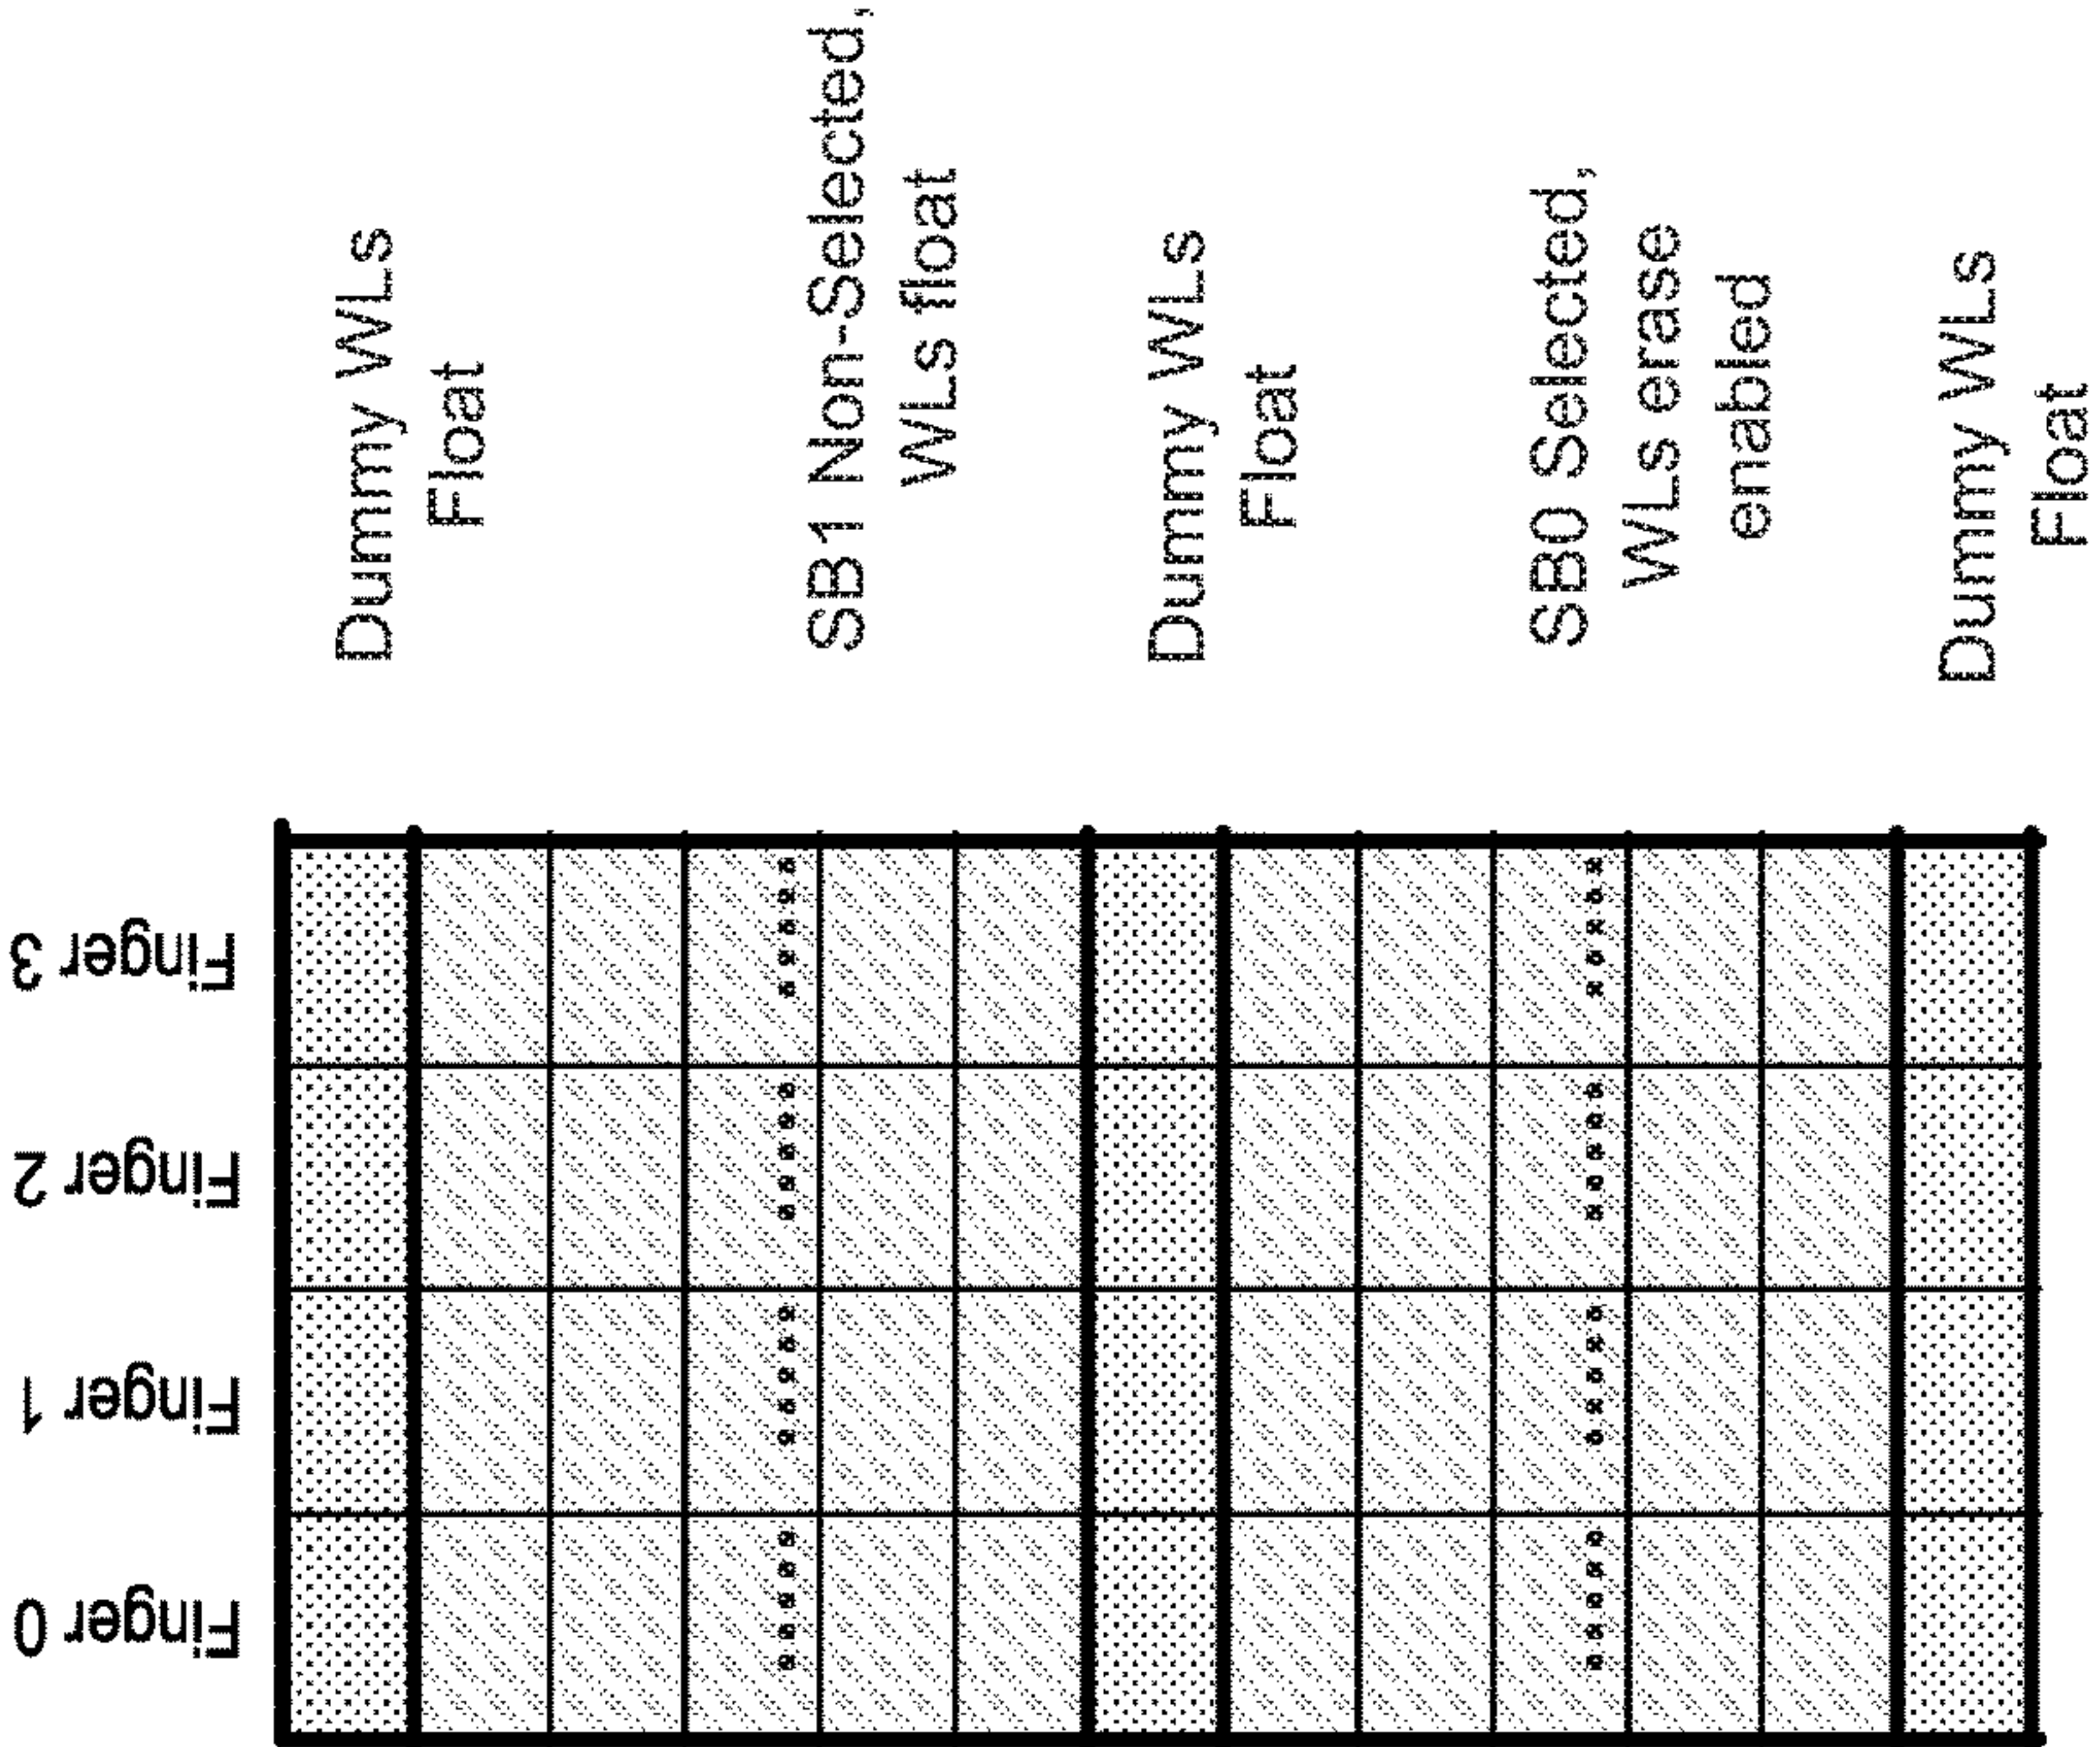 Finger 0
Finger 1
Finger 2
Finger 3
Dummy WLs
Float
SB1 Non-Selected,
WLs float
Dummy WLs
Float
SB0 Selected,
WLs erase
enabled
Dummy WLs
Float